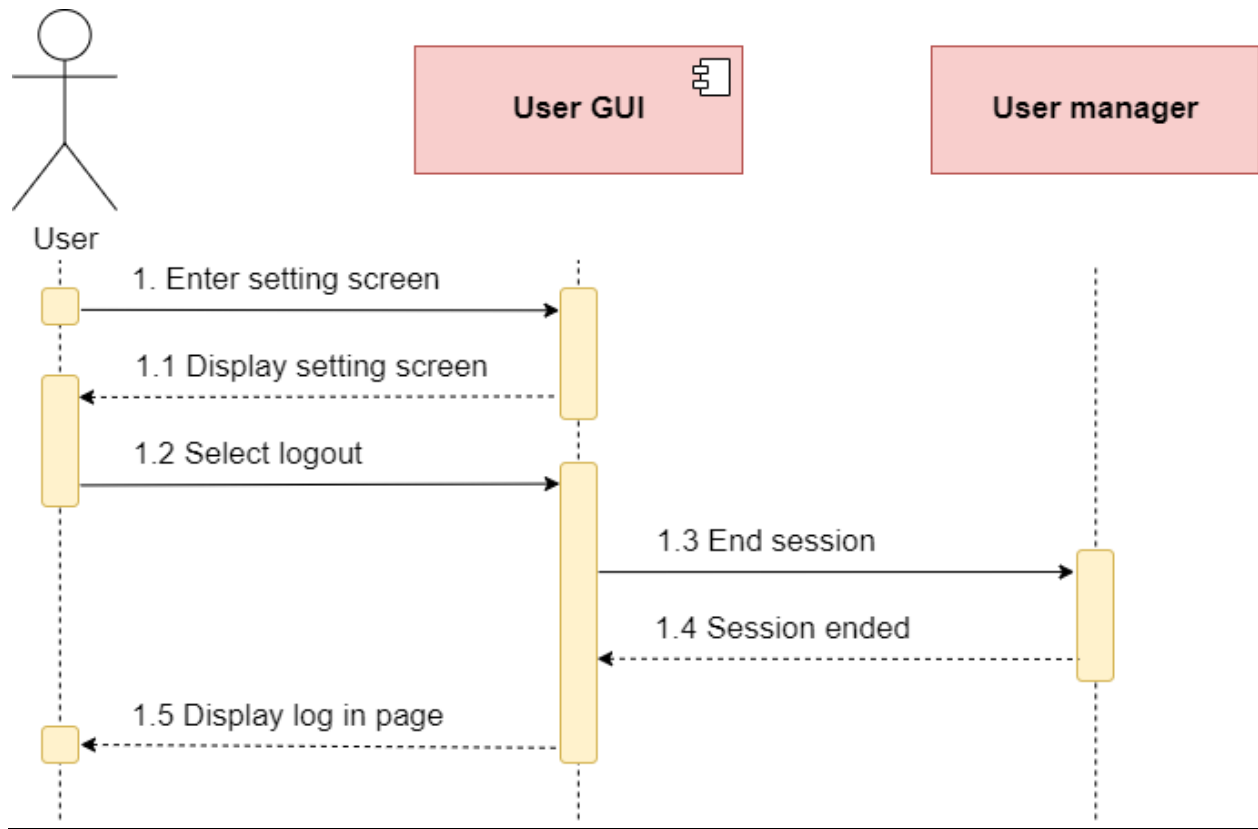 User GUI
User manager
User
1. Enter setting screen
1.1 Display setting screen
1.2 Select logout
1.3 End session
1.4 Session ended
1.5 Display log in page